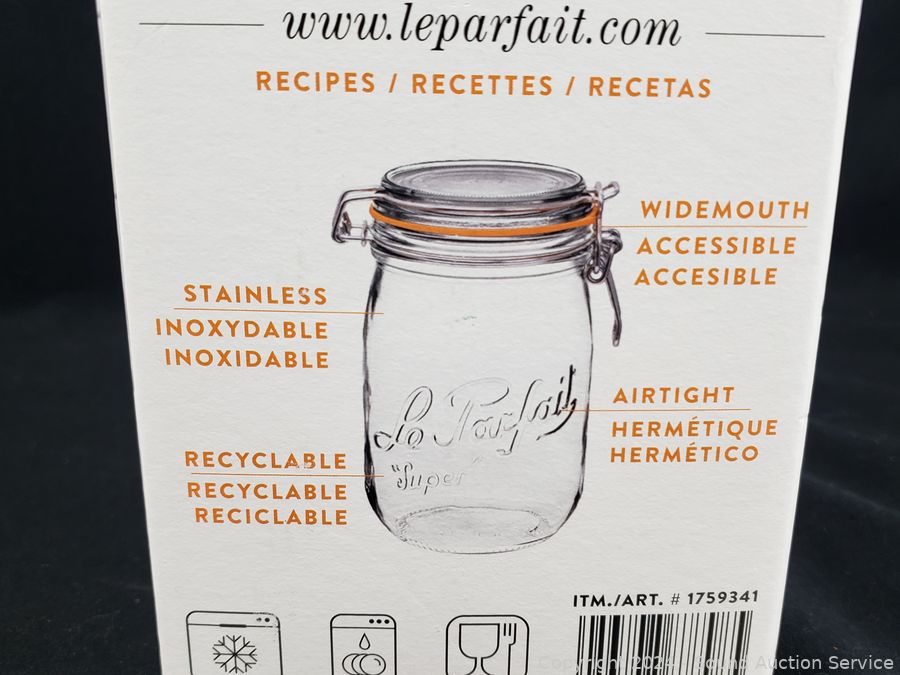 www.leparfait.com
RECIPES / RECETTES / RECETAS
WIDEMOUTH
ACCESSIBLE
ACCESIBLE
STAINLESS
INOXYDABLE
INOXIDABLE
Le Parfait
"Super"
AIRTIGHT
HERMÉTIQUE
HERMÉTICO
RECYCLABLE
RECYCLABLE
RECICLABLE
ITM./ART. # 1759341
Copyright 2024 - Sound Auction Service